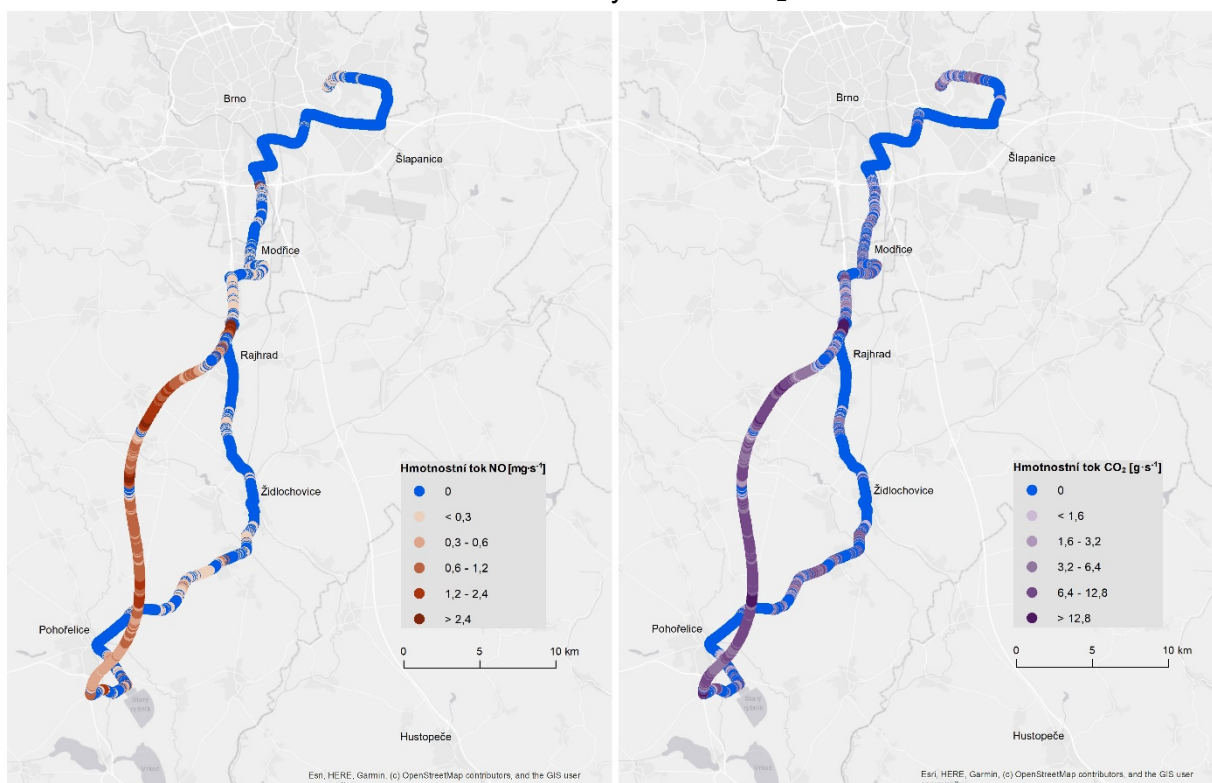 Brno
Šlapanice
Modřice
Rajhrad
Židlochovice
Pohořelice
Starý
rybník
Hustopeče
Hmotnostní tok NO [mg·s⁻¹]
0
< 0,3
0,3 - 0,6
0,6 - 1,2
1,2 - 2,4
> 2,4
0 5 10 km
Esri, HERE, Garmin, (c) OpenStreetMap contributors, and the GIS user
Brno
Šlapanice
Modřice
Rajhrad
Židlochovice
Pohořelice
Starý
rybník
Hustopeče
Hmotnostní tok CO₂ [g·s⁻¹]
0
< 1,6
1,6 - 3,2
3,2 - 6,4
6,4 - 12,8
> 12,8
0 5 10 km
Esri, HERE, Garmin, (c) OpenStreetMap contributors, and the GIS user